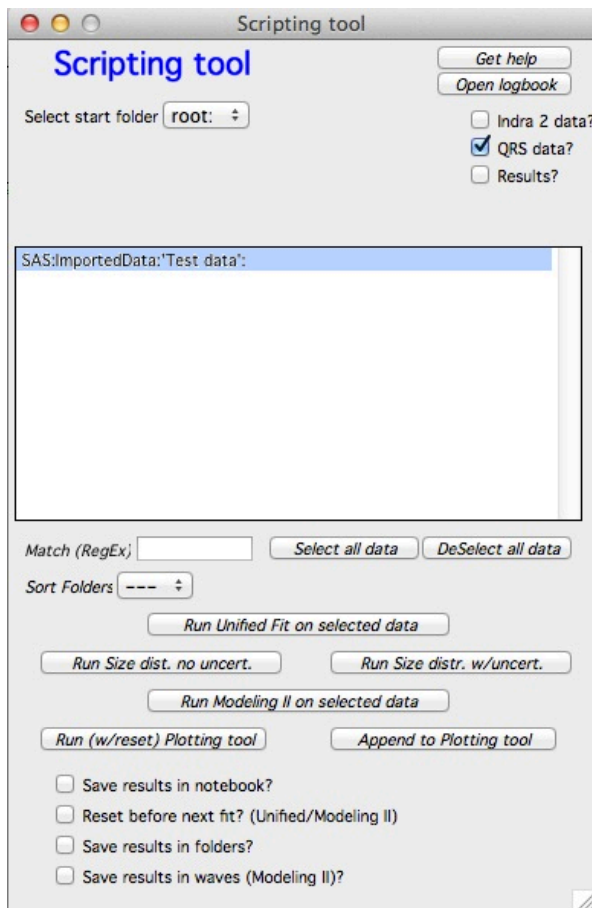 Scripting tool
Scripting tool
Get help
Open logbook
Select start folder root:
Indra 2 data?
QRS data?
Results?
SAS:ImportedData:'Test data':
Match (RegEx) Select all data DeSelect all data
Sort Folders ---
Run Unified Fit on selected data
Run Size dist. no uncert. Run Size distr. w/uncert.
Run Modeling II on selected data
Run (w/reset) Plotting tool Append to Plotting tool
Save results in notebook?
Reset before next fit? (Unified/Modeling II)
Save results in folders?
Save results in waves (Modeling II)?